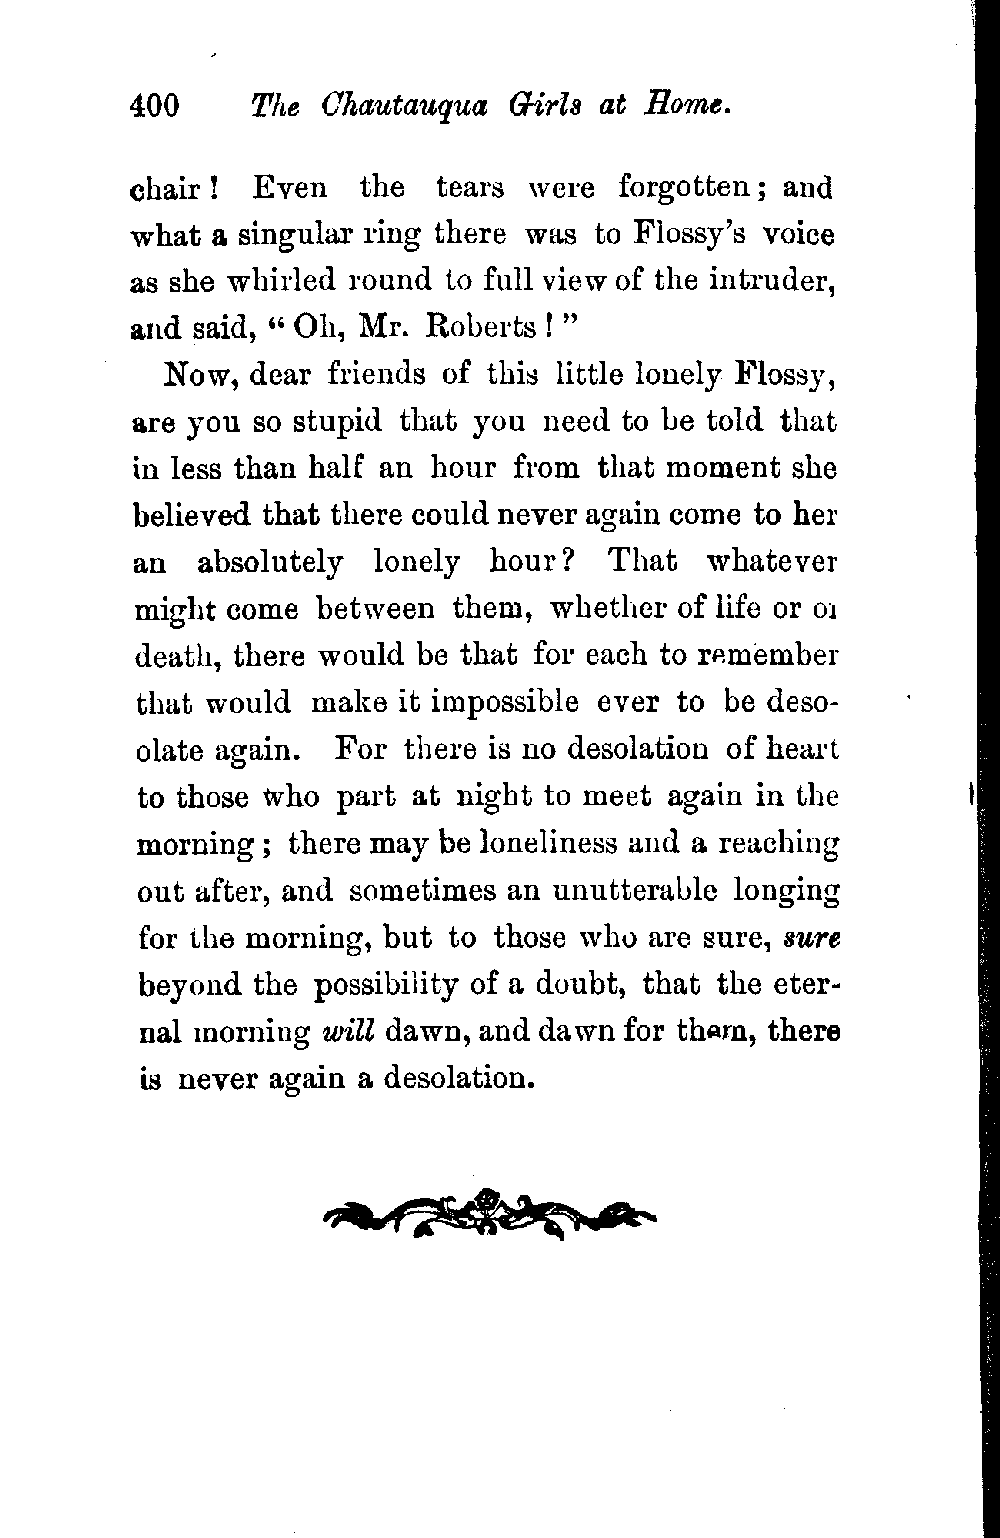 400 The Chautauqua Girls at Home.
chair! Even the tears were forgotten; and
what a singular ring there was to Flossy's voice
as she whirled round to full view of the intruder,
and said, "Oh, Mr. Roberts!"
Now, dear friends of this little lonely Flossy,
are you so stupid that you need to be told that
in less than half an hour from that moment she
believed that there could never again come to her
an absolutely lonely hour? That whatever
might come between them, whether of life or of
death, there would be that for each to remember
that would make it impossible ever to be deso-
olate again. For there is no desolation of heart
to those who part at night to meet again in the
morning; there may be loneliness and a reaching
out after, and sometimes an unutterable longing
for the morning, but to those who are sure, sure
beyond the possibility of a doubt, that the eter-
nal morning will dawn, and dawn for them, there
is never again a desolation.